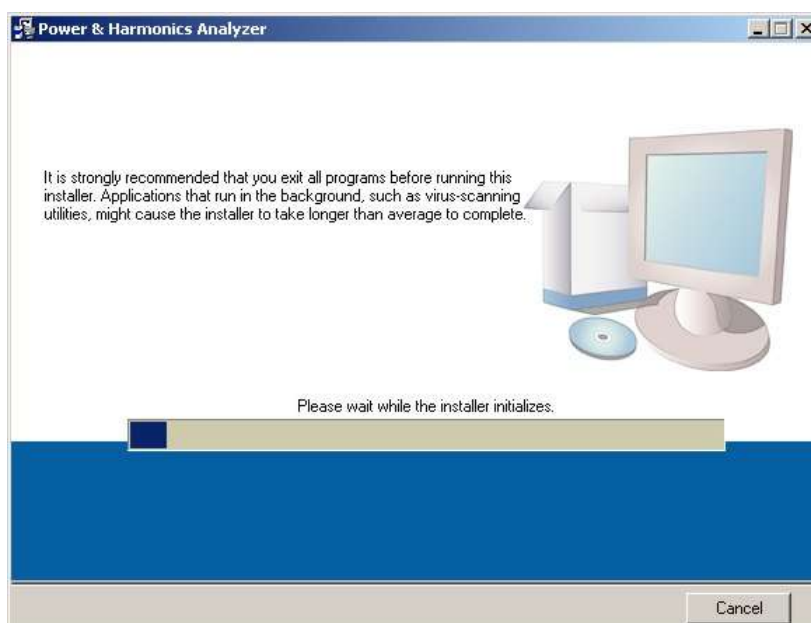 Power & Harmonics Analyzer
It is strongly recommended that you exit all programs before running this
installer. Applications that run in the background, such as virus-scanning
utilities, might cause the installer to take longer than average to complete.
Please wait while the installer initializes.
Cancel